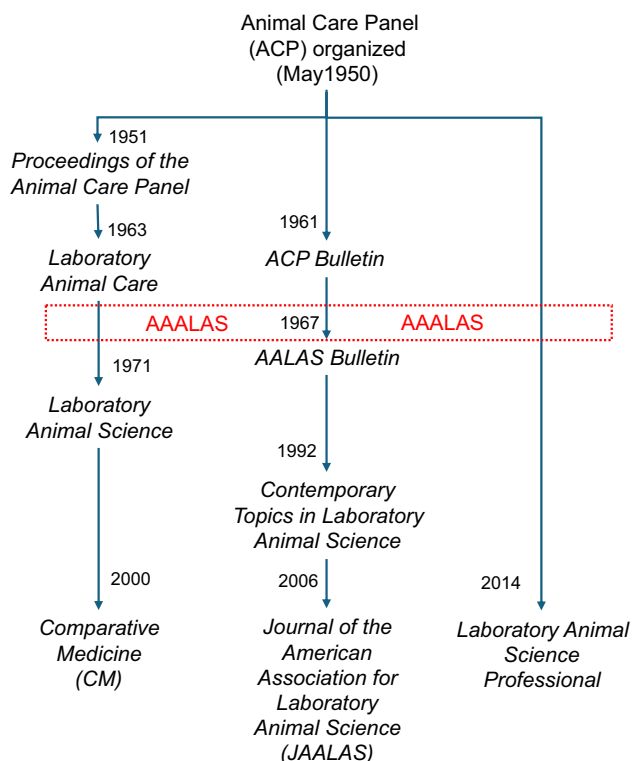 Animal Care Panel
(ACP) organized
(May1950)
1951
Proceedings of the
Animal Care Panel
1963
Laboratory
Animal Care
1961
ACP Bulletin
AAALAS
1967
AAALAS
AALAS Bulletin
1971
Laboratory
Animal Science
1992
Contemporary
Topics in Laboratory
Animal Science
2000
Comparative
Medicine
(CM)
2006
Journal of the
American
Association for
Laboratory
Animal Science
(JAALAS)
2014
Laboratory Animal
Science
Professional